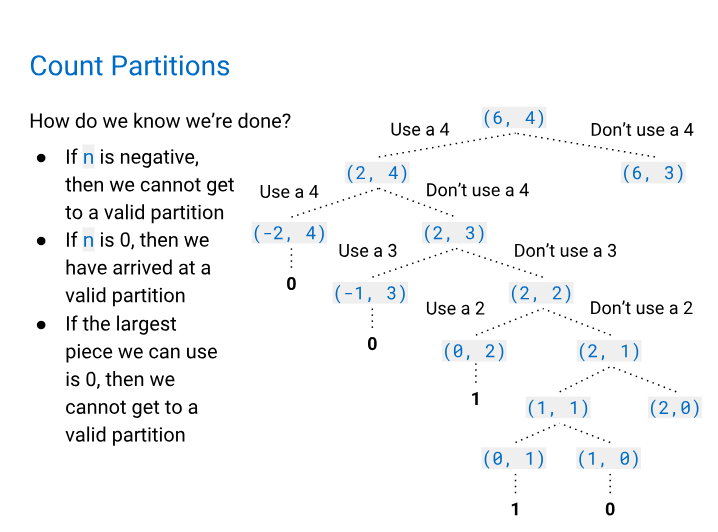 Count Partitions
How do we know we're done?
● If n is negative,
then we cannot get
to a valid partition
● If n is 0, then we
have arrived at a
valid partition
● If the largest
piece we can use
is 0, then we
cannot get to a
valid partition
(6, 4)
Use a 4
Don't use a 4
(2, 4)
(6, 3)
Use a 4
Don't use a 4
(-2, 4)
(2, 3)
Use a 3
Don't use a 3
0
(-1, 3)
(2, 2)
Use a 2
Don't use a 2
0
(0, 2)
(2, 1)
1
(1, 1)
(2,0)
(0, 1)
(1, 0)
1
0